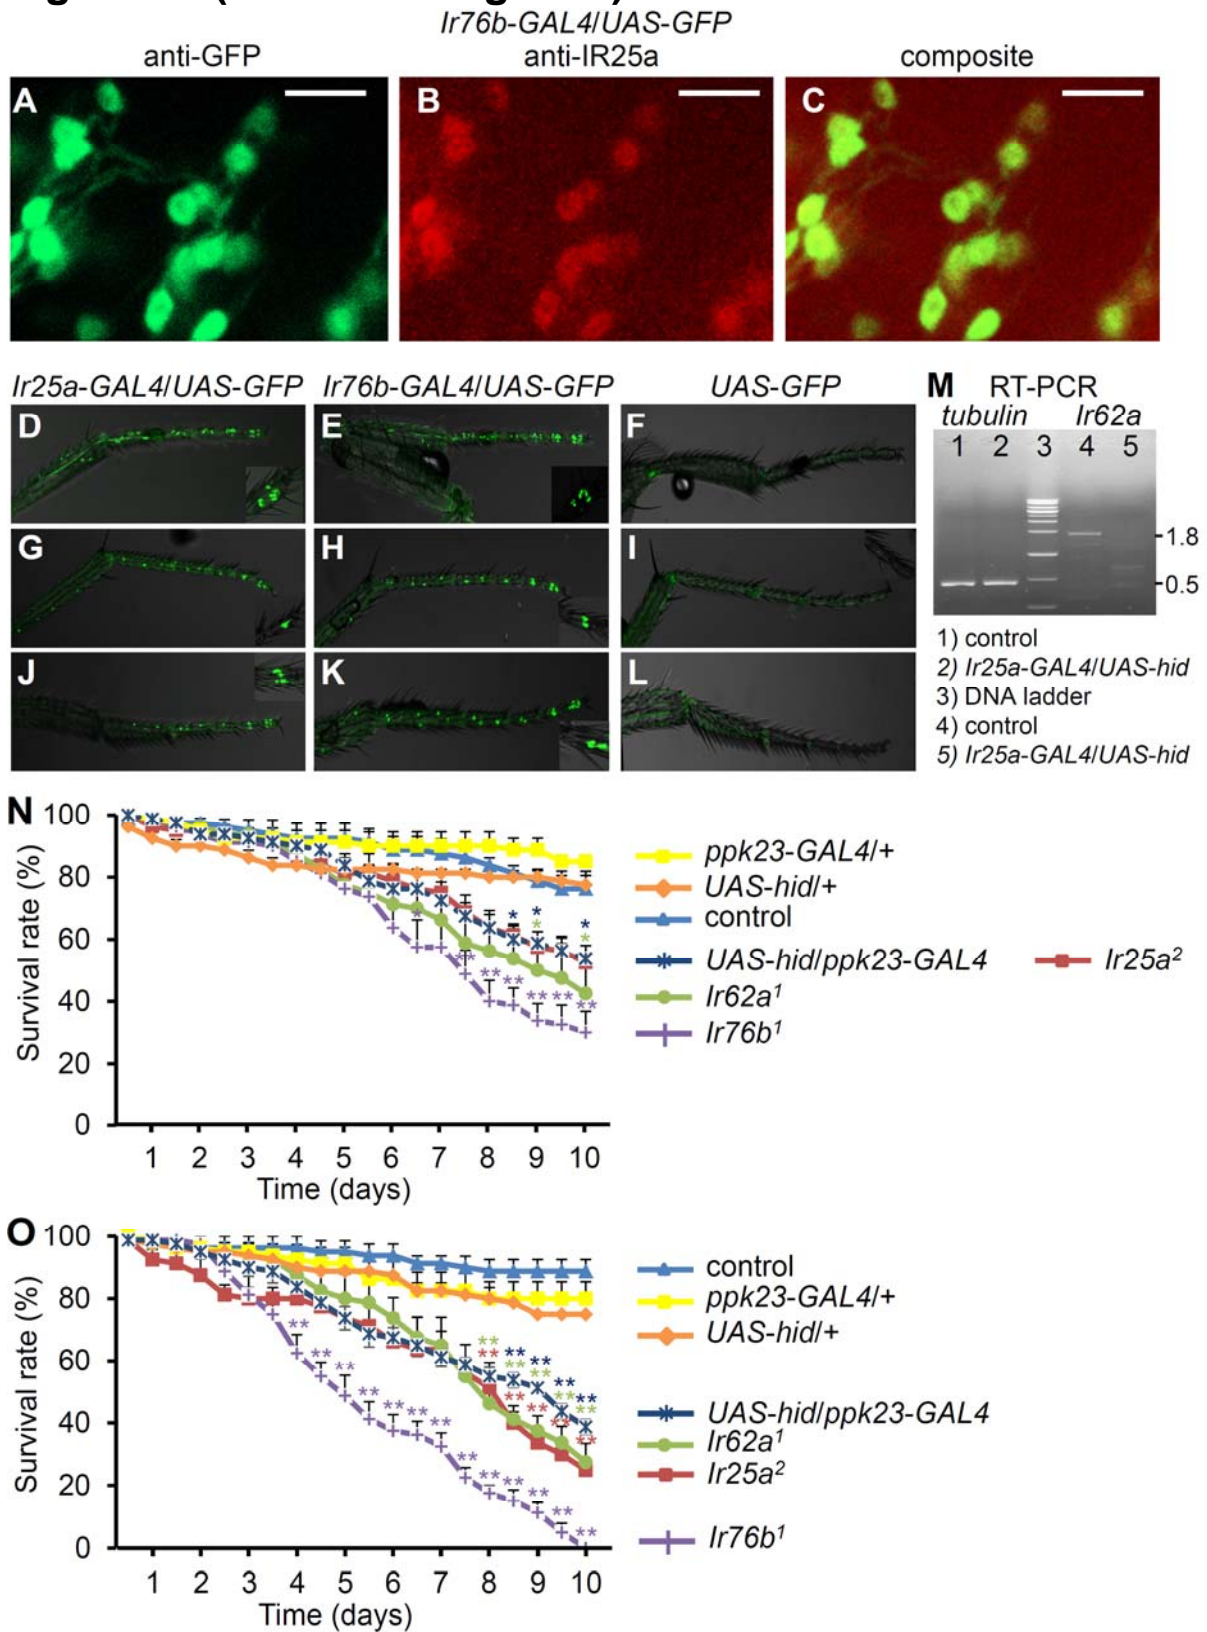 Ir76b-GAL4/UAS-GFP
anti-GFP anti-IR25a composite
A B C
Ir25a-GAL4/UAS-GFP Ir76b-GAL4/UAS-GFP UAS-GFP
D E F
G H I
J K L
M RT-PCR
tubulin Ir62a
1 2 3 4 5
-1.8
-0.5
1) control
2) Ir25a-GAL4/UAS-hid
3) DNA ladder
4) control
5) Ir25a-GAL4/UAS-hid
N
Survival rate (%)
100
80
60
40
20
0
1 2 3 4 5 6 7 8 9 10
Time (days)
* * * * * ** ** ** ** ** **
ppk23-GAL4/+
UAS-hid/+
control
UAS-hid/ppk23-GAL4 Ir25a²
Ir62a¹
Ir76b¹
O
Survival rate (%)
100
80
60
40
20
0
1 2 3 4 5 6 7 8 9 10
Time (days)
** ** ** ** ** ** ** ** ** ** ** ** **
control
ppk23-GAL4/+
UAS-hid/+
UAS-hid/ppk23-GAL4
Ir62a¹
Ir25a²
Ir76b¹